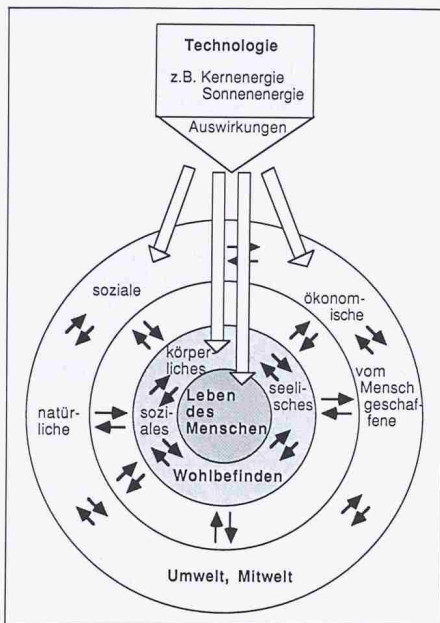 Technologie
z.B. Kernenergie
Sonnenenergie
Auswirkungen
soziale
ökonom-
ische
körper-
liches
seeli-
sches
sozi-
ales
Leben
des
Menschen
Wohlbefinden
natür-
liche
vom
Mensch
geschaf-
fene
Umwelt, Mitwelt